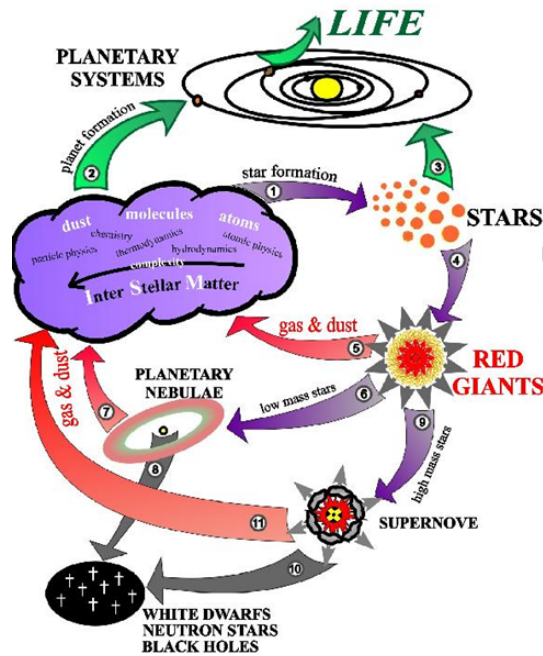 LIFE
PLANETARY
SYSTEMS
planet formation
2
3
star formation
1
dust molecules atoms
chemistry atomic physics
particle physics thermodynamics hydrodynamics
complexity
Inter Stellar Matter
STARS
4
gas & dust
5
RED
GIANTS
gas & dust
7
PLANETARY
NEBULAE
low mass stars
6
9
high mass stars
8
11
SUPERNOVE
10
WHITE DWARFS
NEUTRON STARS
BLACK HOLES